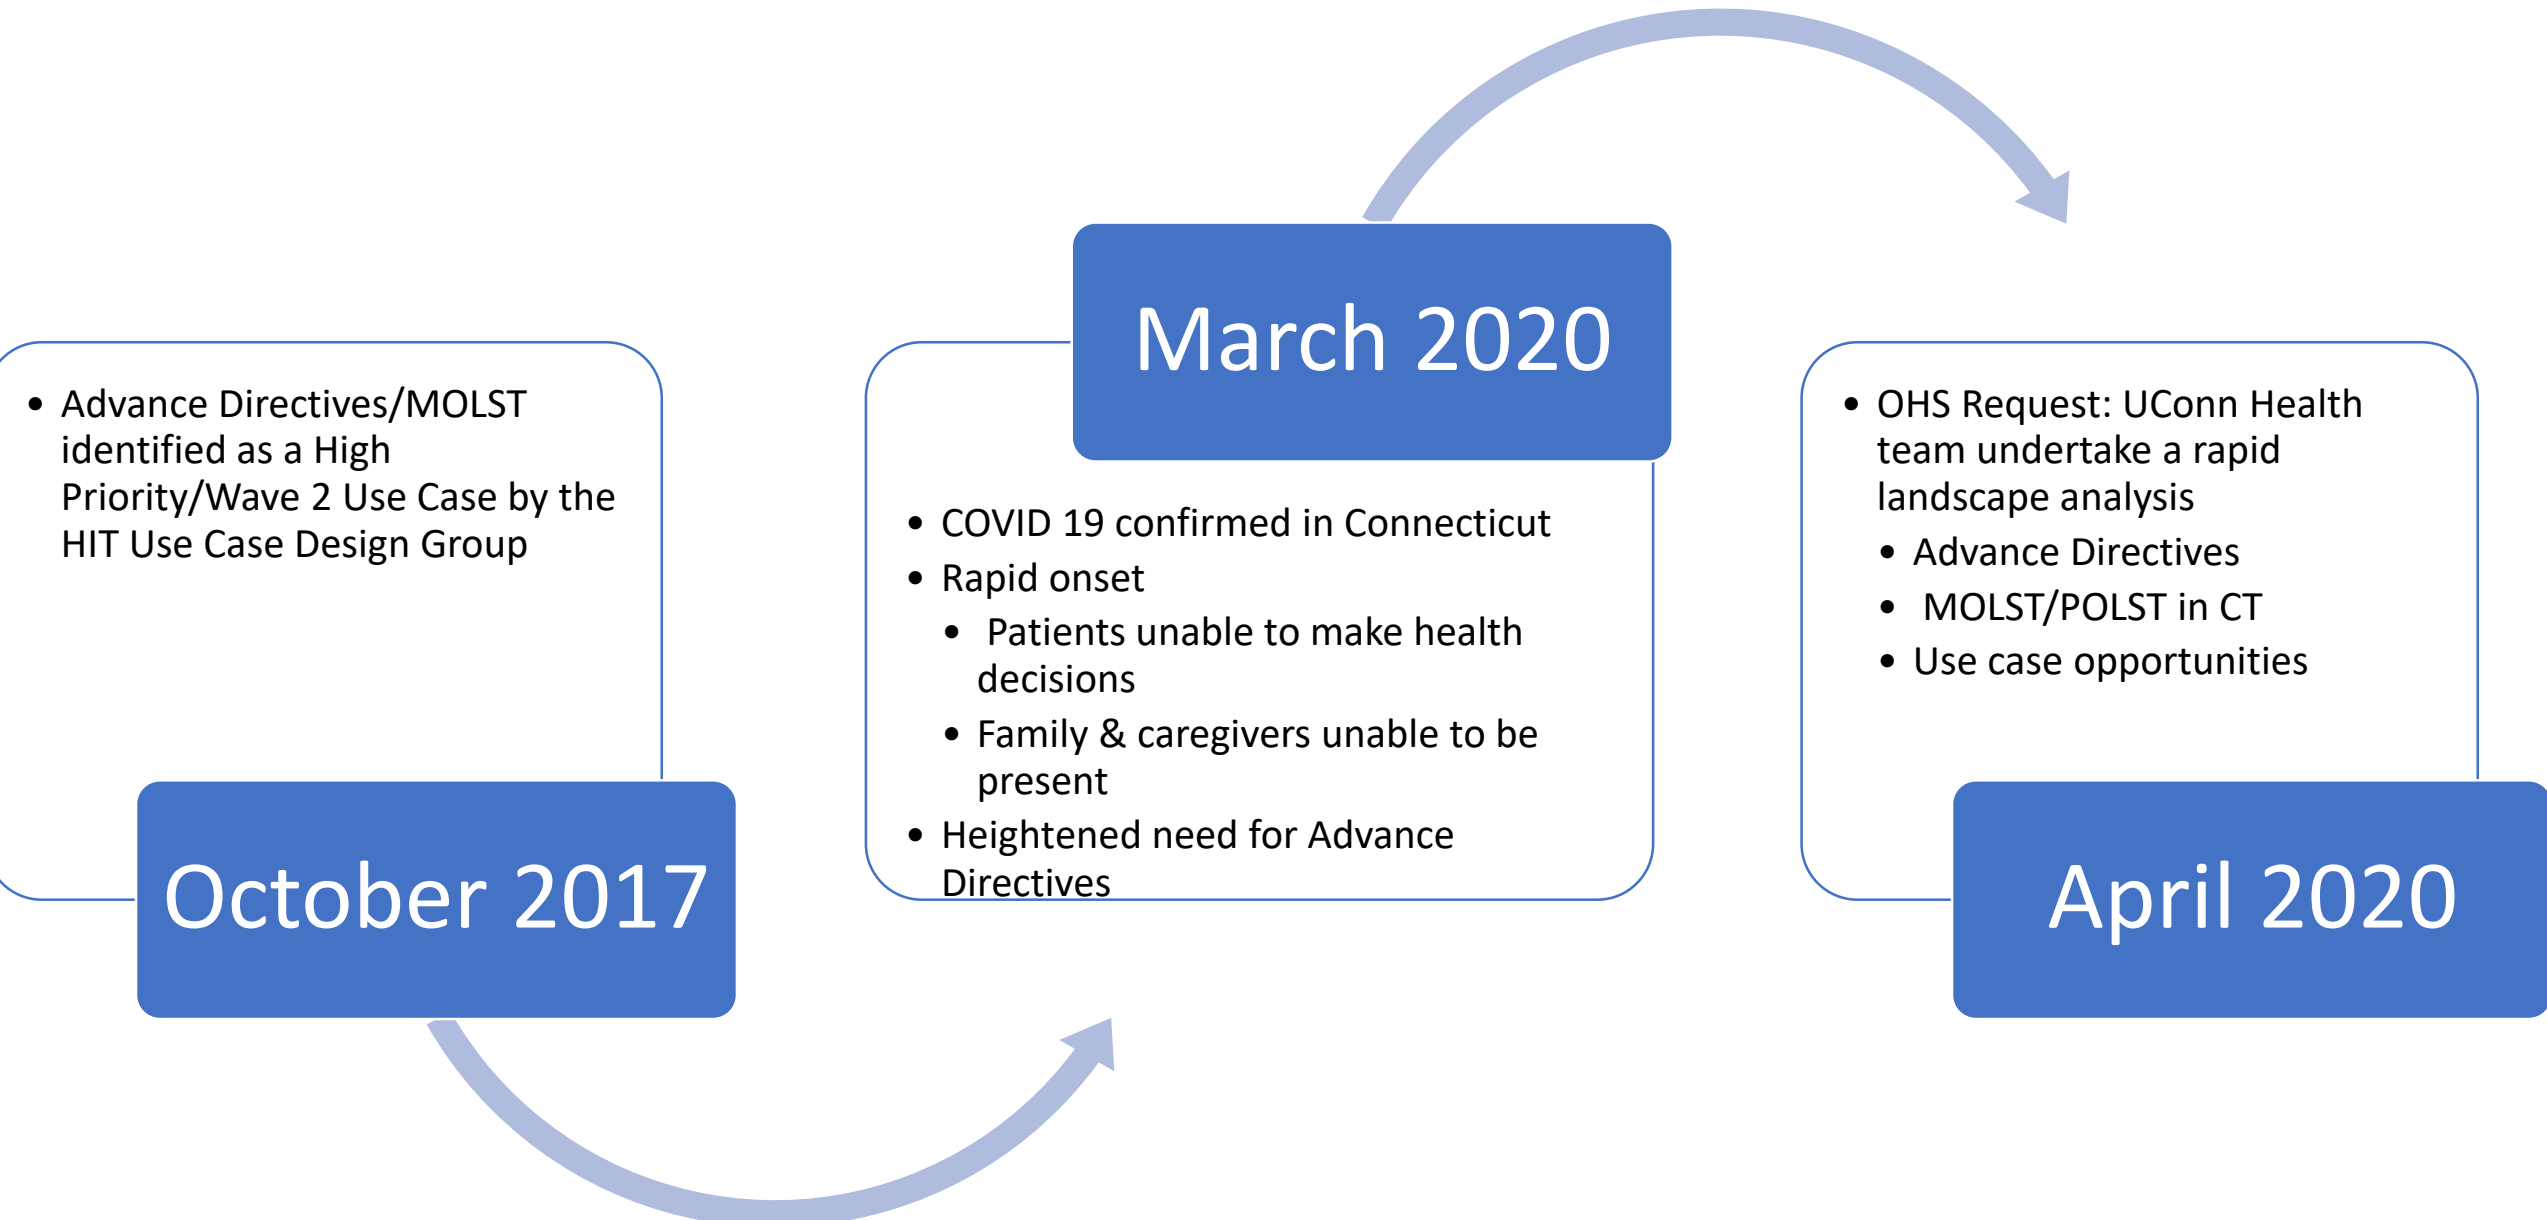 • Advance Directives/MOLST
identified as a High
Priority/Wave 2 Use Case by the
HIT Use Case Design Group
October 2017
March 2020
• COVID 19 confirmed in Connecticut
• Rapid onset
• Patients unable to make health
decisions
• Family & caregivers unable to be
present
• Heightened need for Advance
Directives
• OHS Request: UConn Health
team undertake a rapid
landscape analysis
• Advance Directives
• MOLST/POLST in CT
• Use case opportunities
April 2020